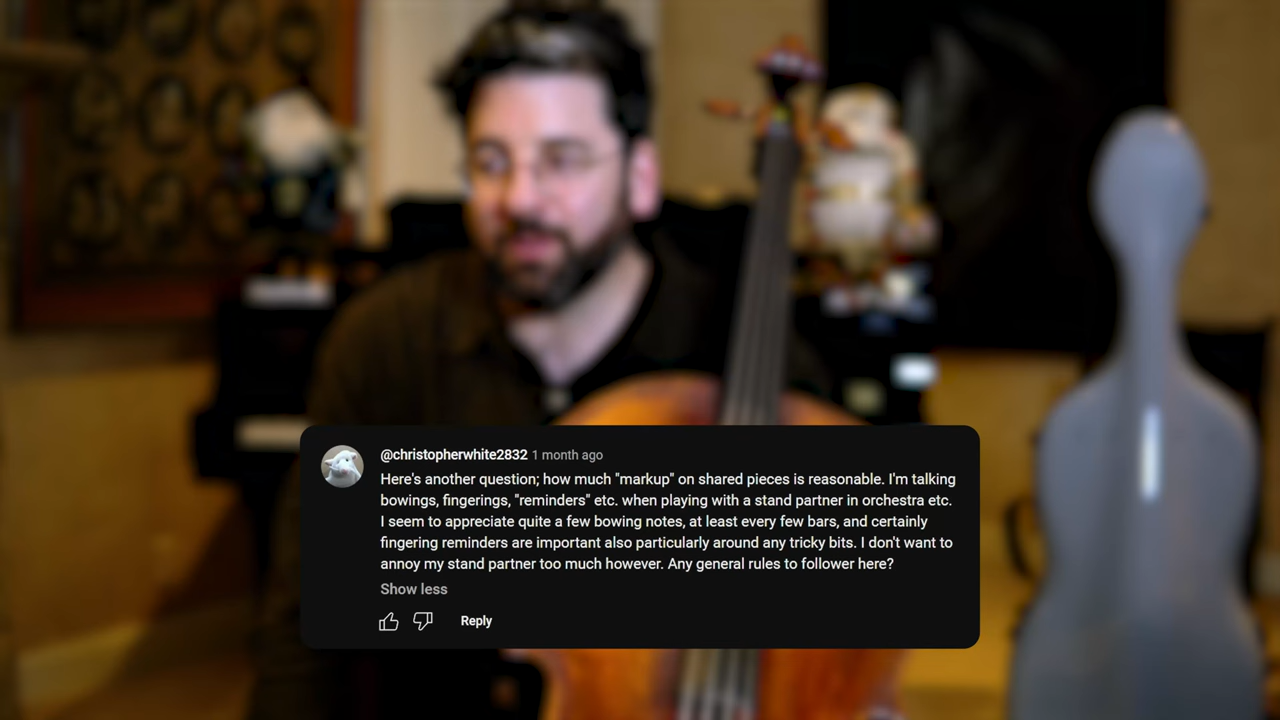 @christopherwhite2832 1 month ago
Here's another question; how much "markup" on shared pieces is reasonable. I'm talking
bowings, fingerings, "reminders" etc. when playing with a stand partner in orchestra etc.
I seem to appreciate quite a few bowing notes, at least every few bars, and certainly
fingering reminders are important also particularly around any tricky bits. I don't want to
annoy my stand partner too much however. Any general rules to follower here?
Show less
Reply